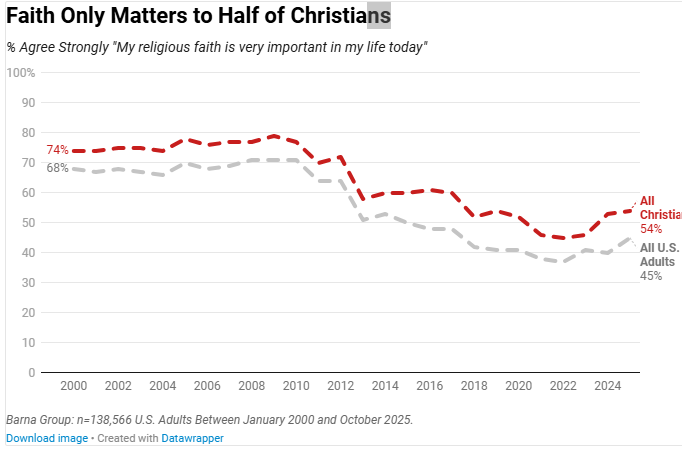 Faith Only Matters to Half of Christians
% Agree Strongly "My religious faith is very important in my life today"
100%
90
80
70
60
50
40
30
20
10
0
74%
68%
All
Christia
54%
All U.S.
Adults
45%
2000 2002 2004 2006 2008 2010 2012 2014 2016 2018 2020 2022 2024
Barna Group: n=138,566 U.S. Adults Between January 2000 and October 2025.
Download image • Created with Datawrapper